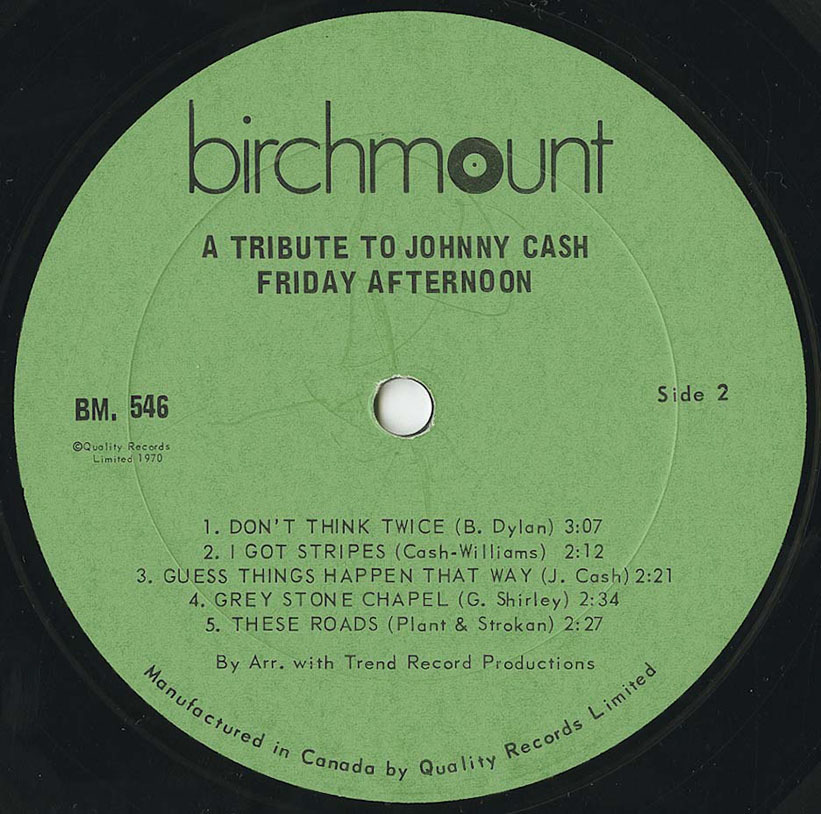 birchmount
A TRIBUTE TO JOHNNY CASH
FRIDAY AFTERNOON
BM. 546
Side 2
©Quality Records
Limited 1970
1. DON'T THINK TWICE (B. Dylan) 3:07
2. I GOT STRIPES (Cash-Williams) 2:12
3. GUESS THINGS HAPPEN THAT WAY (J. Cash) 2:21
4. GREY STONE CHAPEL (G. Shirley) 2:34
5. THESE ROADS (Plant & Strokan) 2:27
By Arr. with Trend Record Productions
Manufactured in Canada by Quality Records Limited